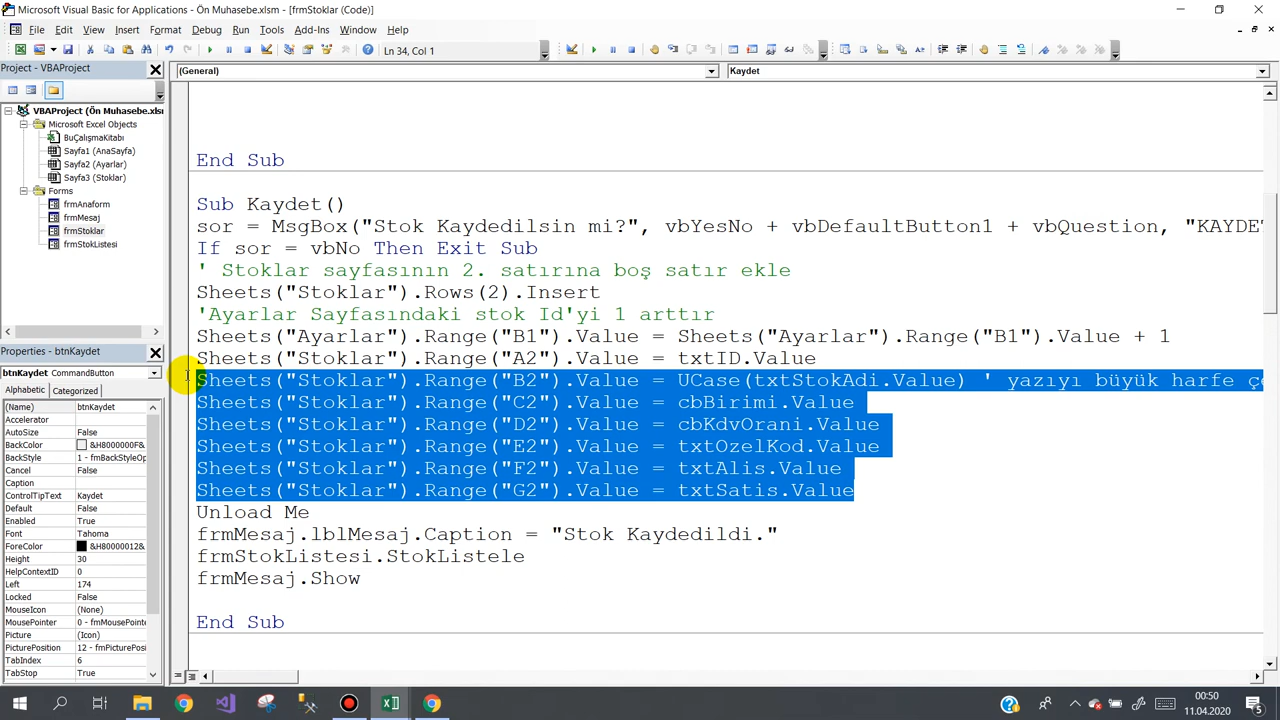 Microsoft Visual Basic for Applications - Ön Muhasebe.xlsm - [frmStoklar (Code)]
File Edit View Insert Format Debug Run Tools Add-Ins Window Help
Ln 34, Col 1
Project - VBAProject
(General) Kaydet
VBAProject (Ön Muhasebe.xlsm
Microsoft Excel Objects
BuÇalışmaKitabı
Sayfa1 (AnaSayfa)
Sayfa2 (Ayarlar)
Sayfa3 (Stoklar)
Forms
frmAnaform
frmMesaj
frmStoklar
frmStokListesi
Properties - btnKaydet
btnKaydet CommandButton
Alphabetic Categorized
(Name) btnKaydet
Accelerator
AutoSize False
BackColor &H8000000F&
BackStyle 1 - fmBackStyleOp
Cancel False
ControlTipText Kaydet
Default False
Enabled True
Font Tahoma
ForeColor &H80000012&
Height 30
HelpContextID 0
Left 174
Locked False
MouseIcon (None)
MousePointer 0 - fmMousePointe
Picture (Icon)
PicturePosition 12 - fmPicturePosi
TabIndex 6
TabStop True
End Sub
Sub Kaydet()
sor = MsgBox("Stok Kaydedilsin mi?", vbYesNo + vbDefaultButton1 + vbQuestion, "KAYDET
If sor = vbNo Then Exit Sub
' Stoklar sayfasının 2. satırına boş satır ekle
Sheets("Stoklar").Rows(2).Insert
'Ayarlar Sayfasındaki stok Id'yi 1 arttır
Sheets("Ayarlar").Range("B1").Value = Sheets("Ayarlar").Range("B1").Value + 1
Sheets("Stoklar").Range("A2").Value = txtID.Value
Sheets("Stoklar").Range("B2").Value = UCase(txtStokAdi.Value) ' yazıyı büyük harfe çe
Sheets("Stoklar").Range("C2").Value = cbBirimi.Value
Sheets("Stoklar").Range("D2").Value = cbKdvOrani.Value
Sheets("Stoklar").Range("E2").Value = txtOzelKod.Value
Sheets("Stoklar").Range("F2").Value = txtAlis.Value
Sheets("Stoklar").Range("G2").Value = txtSatis.Value
Unload Me
frmMesaj.lblMesaj.Caption = "Stok Kaydedildi."
frmStokListesi.StokListele
frmMesaj.Show
End Sub
00:50
11.04.2020